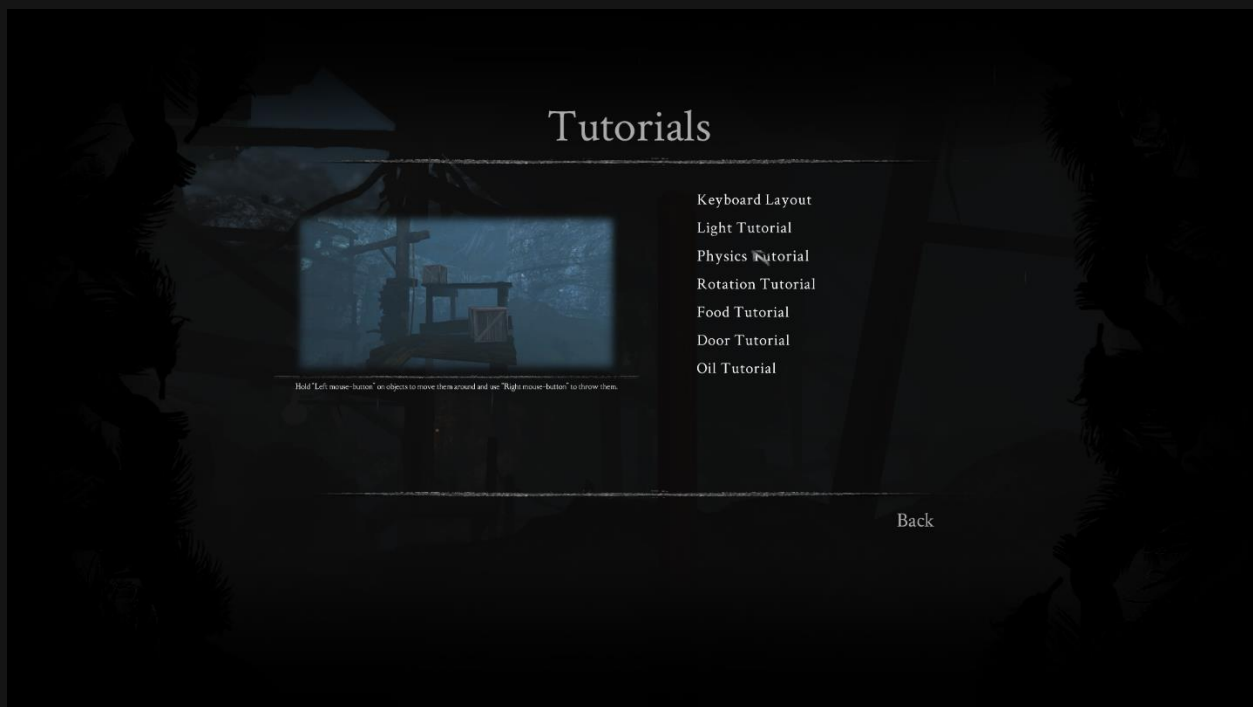 Tutorials
Keyboard Layout
Light Tutorial
Physics Tutorial
Rotation Tutorial
Food Tutorial
Door Tutorial
Oil Tutorial
Hold "Left mouse-button" on objects to move them around and use "Right mouse-button" to throw them.
Back